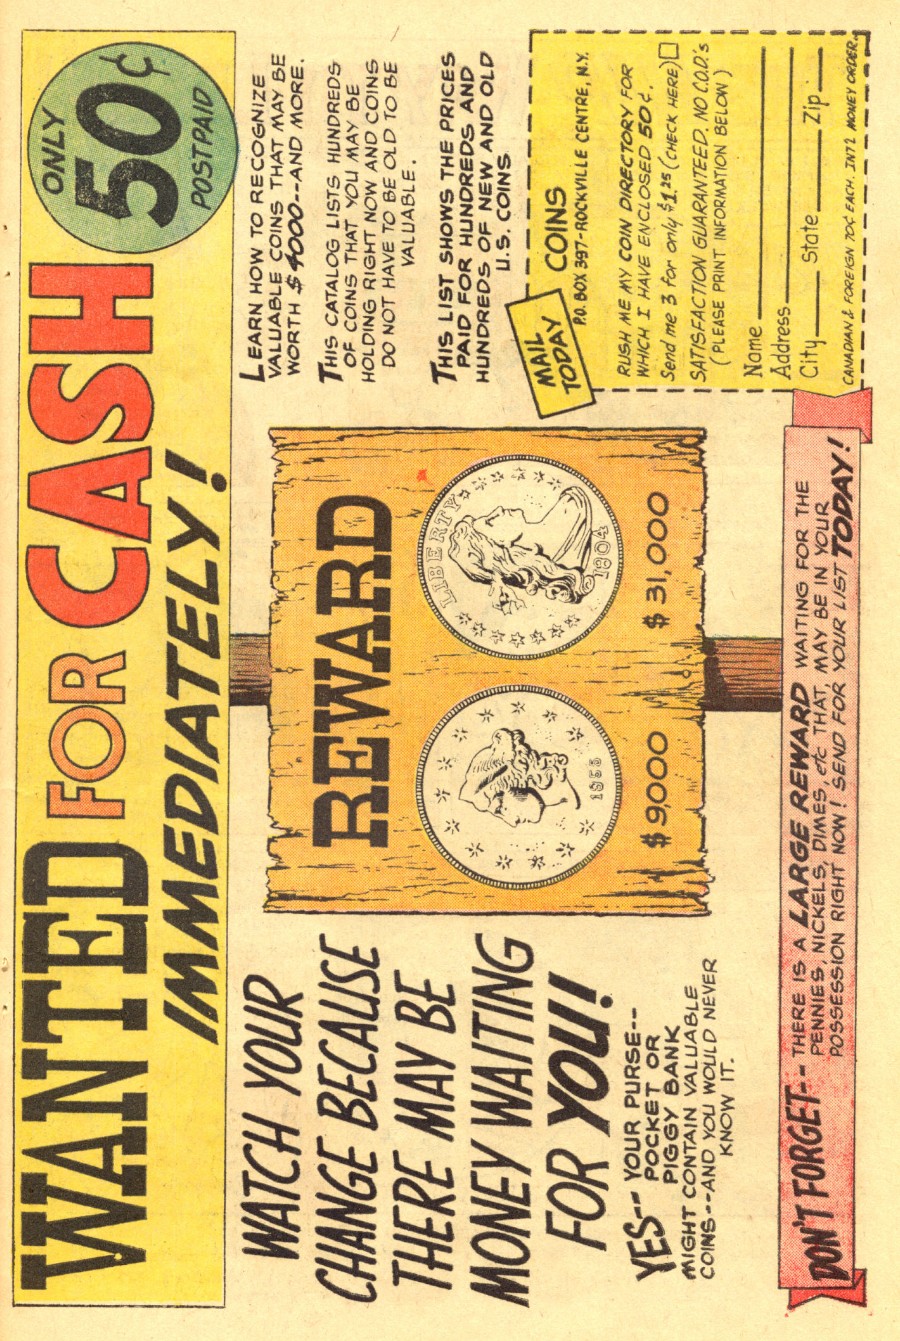 WANTED FOR CASH
IMMEDIATELY!
ONLY
50¢
POSTPAID
WATCH YOUR
CHANGE BECAUSE
THERE MAY BE
MONEY WAITING
FOR YOU!
YES-- YOUR PURSE--
POCKET OR
PIGGY BANK
MIGHT CONTAIN VALUABLE
COINS--AND YOU WOULD NEVER
KNOW IT.
REWARD
1855
$9,000
LIBERTY
1804
$31,000
LEARN HOW TO RECOGNIZE
VALUABLE COINS THAT MAY BE
WORTH $4000--AND MORE.
THIS CATALOG LISTS HUNDREDS
OF COINS THAT YOU MAY BE
HOLDING RIGHT NOW AND COINS
DO NOT HAVE TO BE OLD TO BE
VALUABLE.
THIS LIST SHOWS THE PRICES
PAID FOR HUNDREDS AND
HUNDREDS OF NEW AND OLD
U.S. COINS
MAIL
TODAY
COINS
P.O. BOX 397-ROCKVILLE CENTRE, N.Y.
RUSH ME MY COIN DIRECTORY FOR
WHICH I HAVE ENCLOSED 50¢.
Send me 3 for only $1.25 (CHECK HERE)
SATISFACTION GUARANTEED. NO C.O.D.'s
(PLEASE PRINT INFORMATION BELOW)
Name
Address
City State Zip
CANADIAN & FOREIGN 70¢ EACH. INT'L MONEY ORDER.
DON'T FORGET-- THERE IS A LARGE REWARD WAITING FOR THE
PENNIES, NICKELS, DIMES, etc THAT MAY BE IN YOUR
POSSESSION RIGHT NOW! SEND FOR YOUR LIST TODAY!